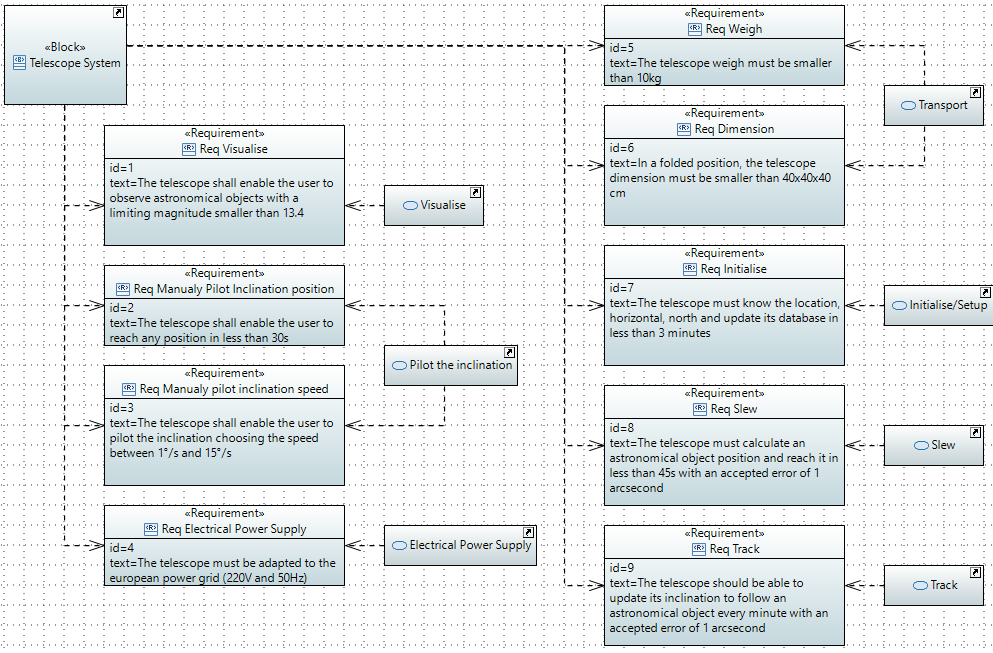 «Block»
Telescope System
«Requirement»
Req Visualise
id=1
text=The telescope shall enable the user to
observe astronomical objects with a
limiting magnitude smaller than 13.4
Visualise
«Requirement»
Req Manualy Pilot Inclination position
id=2
text=The telescope shall enable the user to
reach any position in less than 30s
Pilot the inclination
«Requirement»
Req Manualy pilot inclination speed
id=3
text=The telescope shall enable the user to
pilot the inclination choosing the speed
between 1°/s and 15°/s
«Requirement»
Req Electrical Power Supply
id=4
text=The telescope must be adapted to the
european power grid (220V and 50Hz)
Electrical Power Supply
«Requirement»
Req Weigh
id=5
text=The telescope weigh must be smaller
than 10kg
Transport
«Requirement»
Req Dimension
id=6
text=In a folded position, the telescope
dimension must be smaller than 40x40x40
cm
«Requirement»
Req Initialise
id=7
text=The telescope must know the location,
horizontal, north and update its database in
less than 3 minutes
Initialise/Setup
«Requirement»
Req Slew
id=8
text=The telescope must calculate an
astronomical object position and reach it in
less than 45s with an accepted error of 1
arcsecond
Slew
«Requirement»
Req Track
id=9
text=The telescope should be able to
update its inclination to follow an
astronomical object every minute with an
accepted error of 1 arcsecond
Track